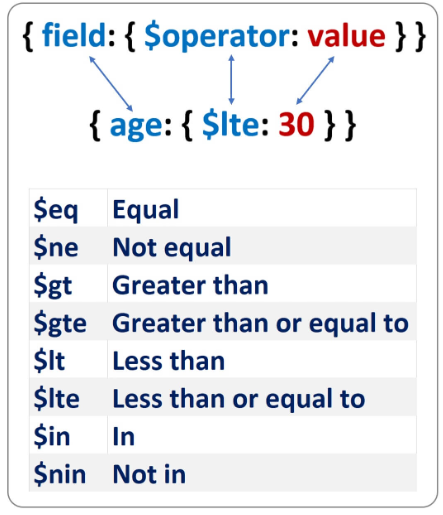 { field: { $operator: value } }
{ age: { $lte: 30 } }
$eq Equal
$ne Not equal
$gt Greater than
$gte Greater than or equal to
$lt Less than
$lte Less than or equal to
$in In
$nin Not in